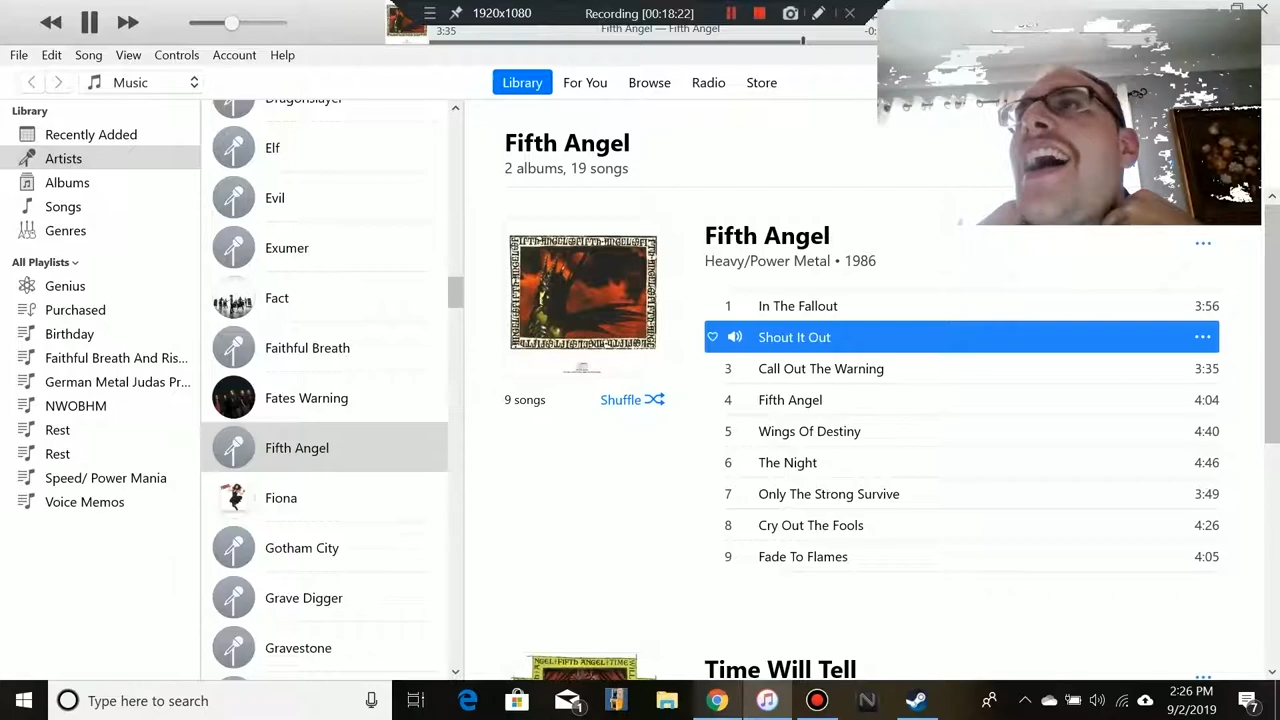 1920x1080
Recording [00:18:22]
3:35
Fifth Angel — Fifth Angel
-0:
File Edit Song View Controls Account Help
Music
Library For You Browse Radio Store
Library
Recently Added
Artists
Albums
Songs
Genres
All Playlists
Genius
Purchased
Birthday
Faithful Breath And Ris...
German Metal Judas Pr...
NWOBHM
Rest
Rest
Speed/ Power Mania
Voice Memos
Dragonslayer
Elf
Evil
Exumer
Fact
Faithful Breath
Fates Warning
Fifth Angel
Fiona
Gotham City
Grave Digger
Gravestone
Fifth Angel
2 albums, 19 songs
Fifth Angel
Heavy/Power Metal • 1986
1 In The Fallout 3:56
Shout It Out
3 Call Out The Warning 3:35
4 Fifth Angel 4:04
5 Wings Of Destiny 4:40
6 The Night 4:46
7 Only The Strong Survive 3:49
8 Cry Out The Fools 4:26
9 Fade To Flames 4:05
9 songs
Shuffle
Time Will Tell
Type here to search
1
2:26 PM
9/2/2019
7